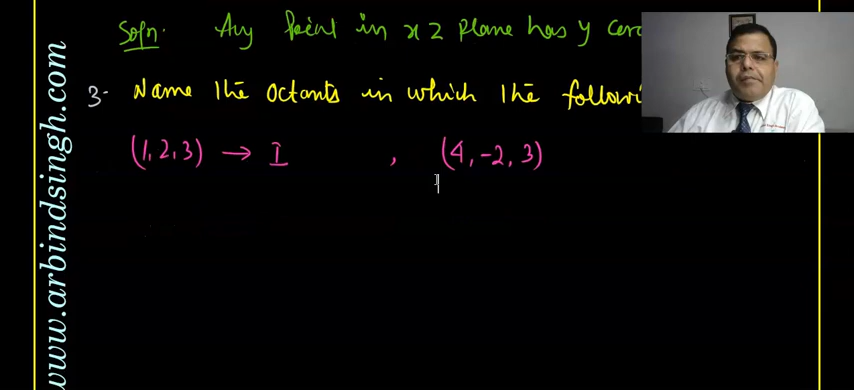 Soln. Any Point in x z plane has y
3- Name the Octants in which the
(1, 2, 3) → I , (4, -2, 3)
www.arbindsingh.com